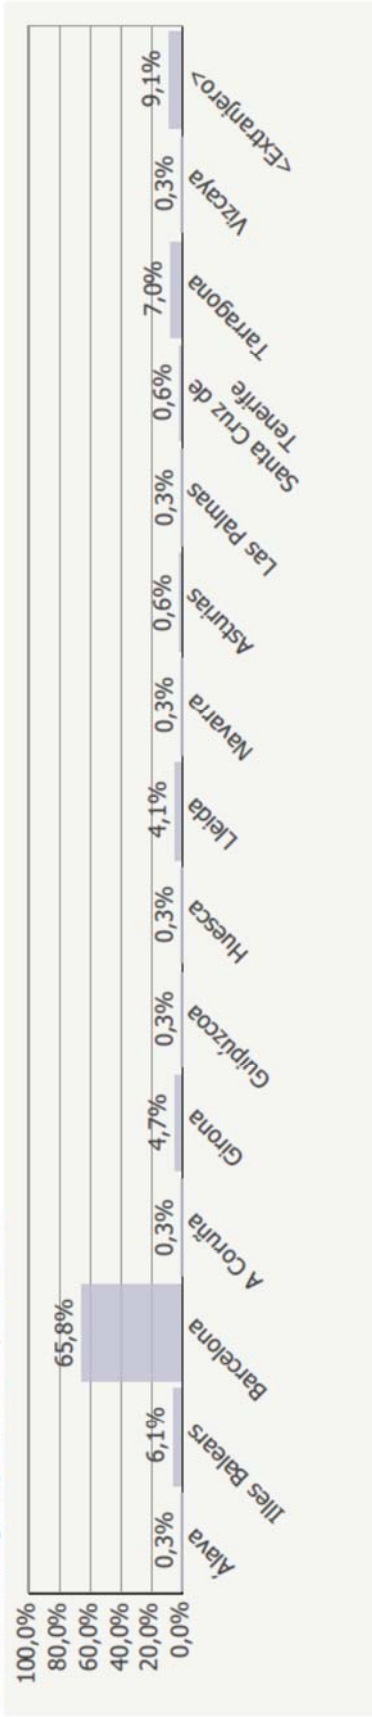 100,0%
80,0%
60,0%
40,0%
20,0%
0,0%
0,3%
6,1%
65,8%
0,3%
4,7%
0,3%
0,3%
4,1%
0,3%
0,6%
0,3%
0,6%
7,0%
0,3%
9,1%
Álava
Illes Balears
Barcelona
A Coruña
Girona
Guipúzcoa
Huesca
Lleida
Navarra
Asturias
Las Palmas
Santa Cruz de
Tenerife
Tarragona
Vizcaya
<Extranjero>